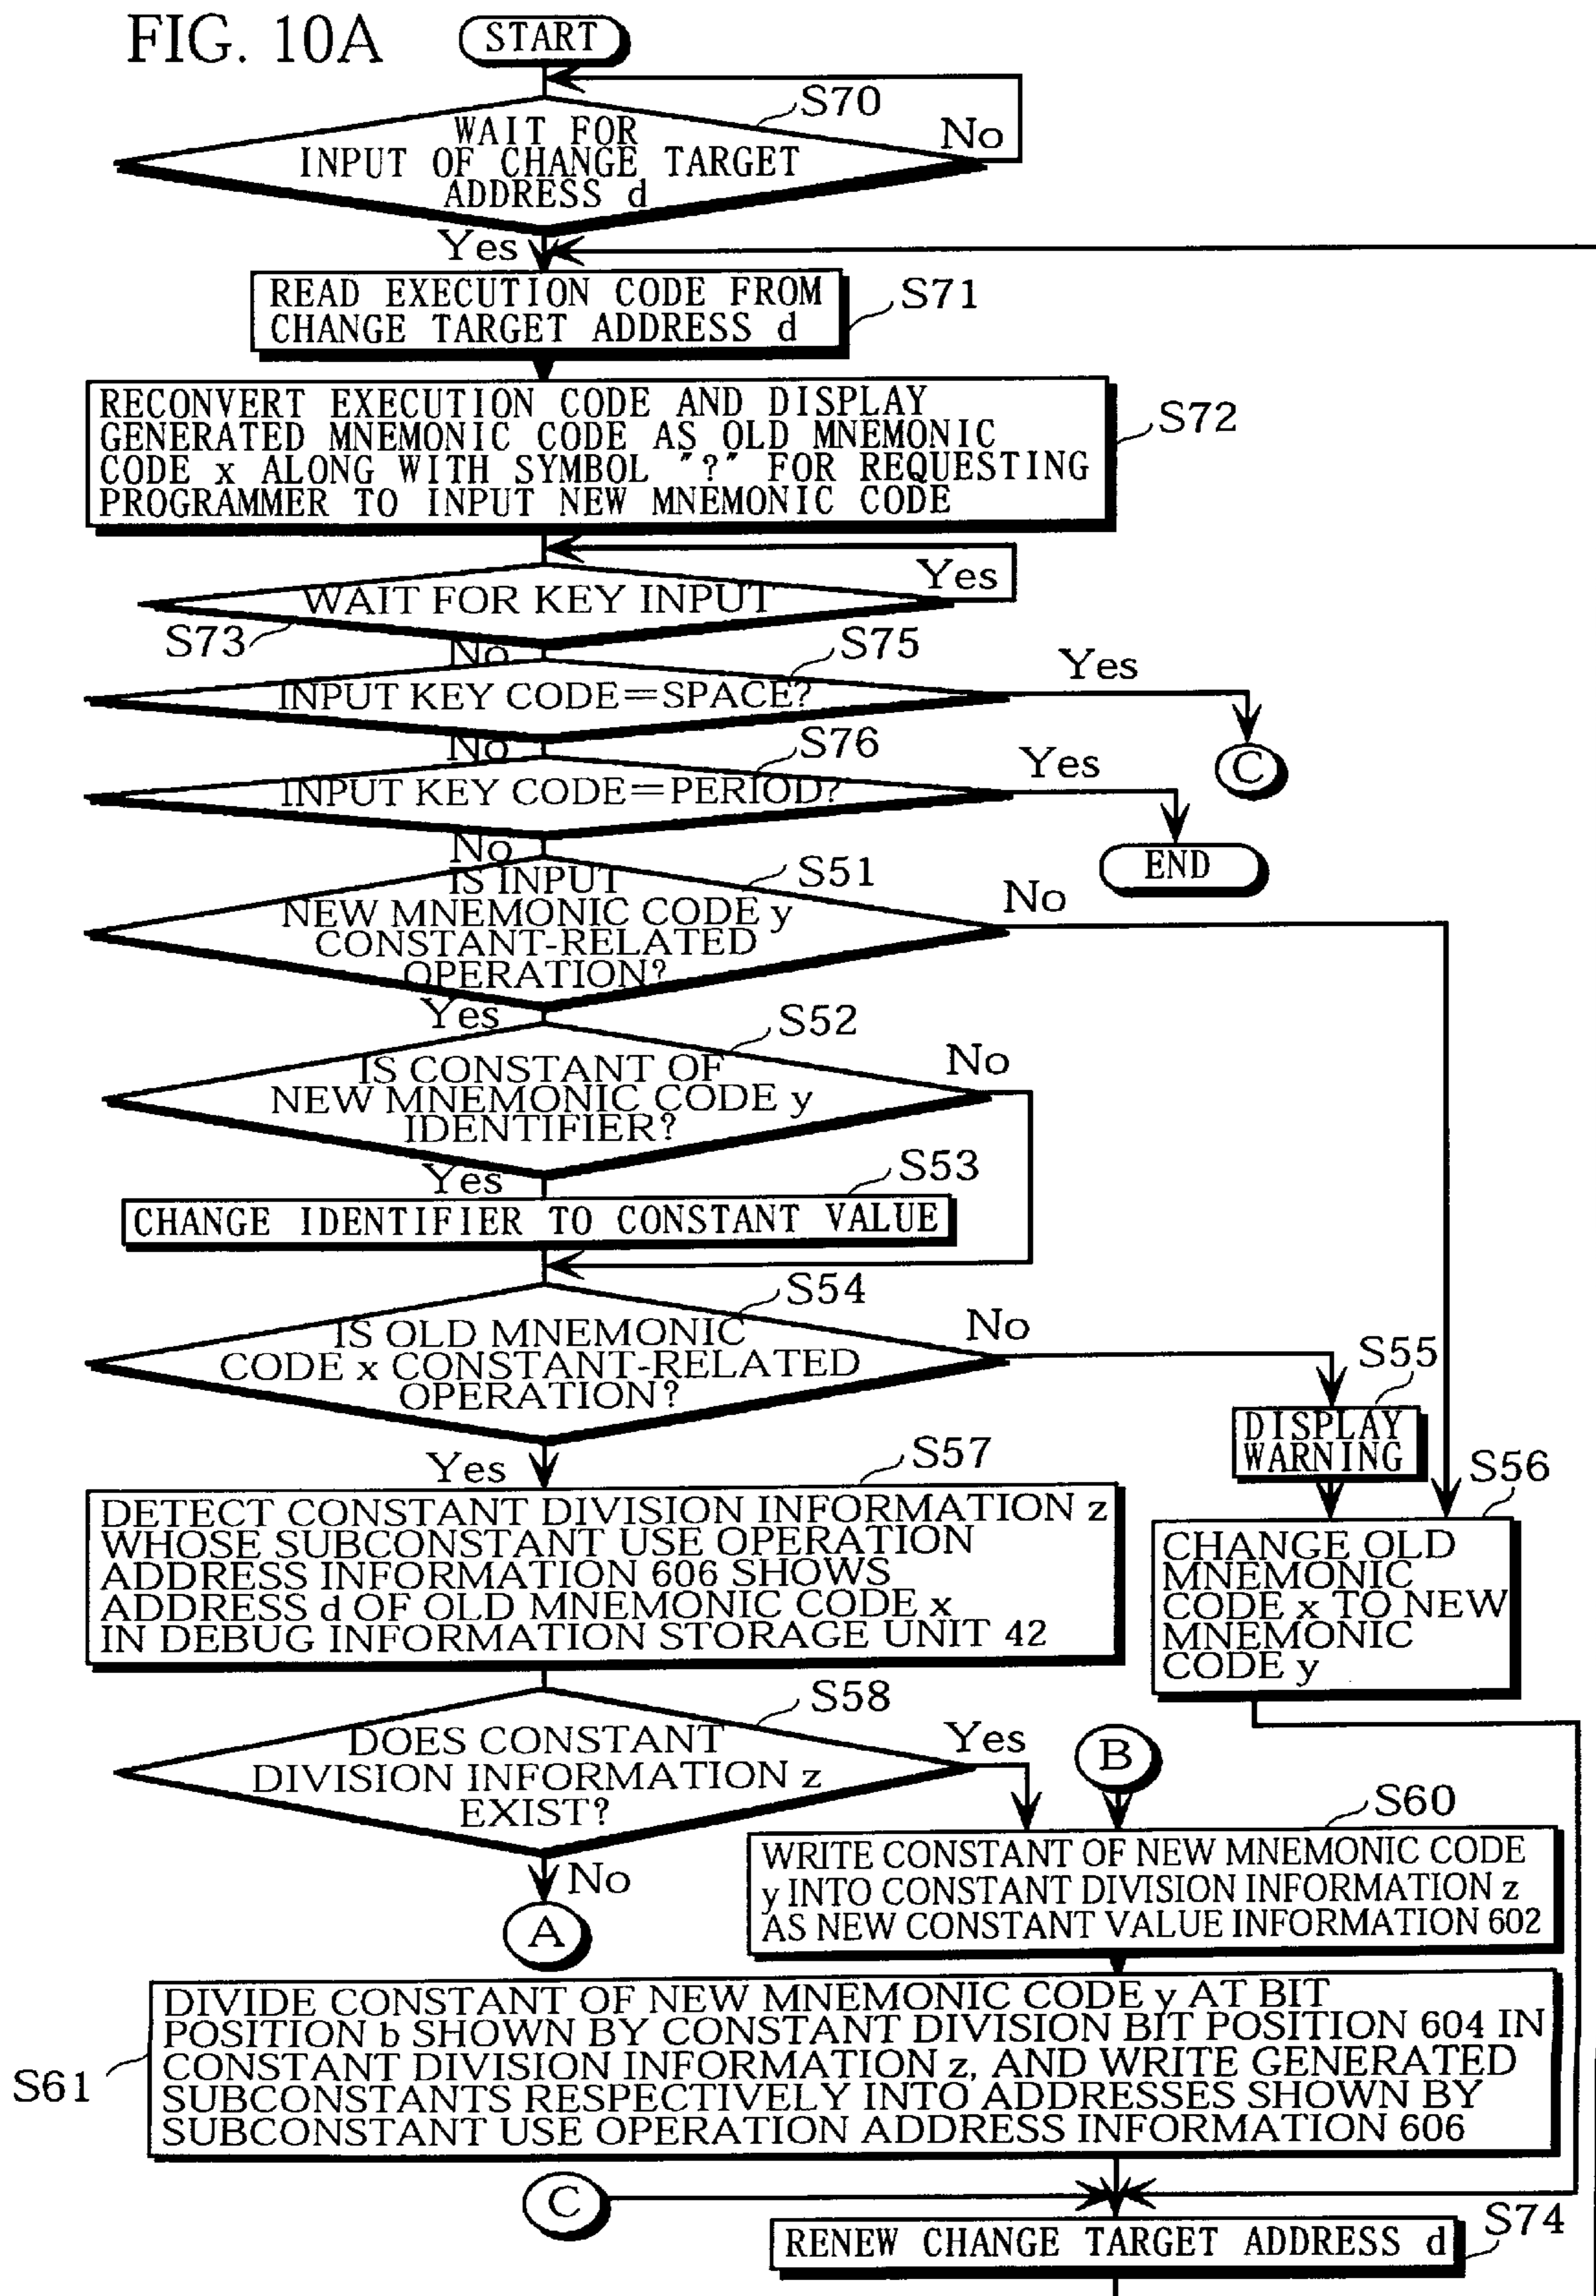 FIG. 10A
START
S70
WAIT FOR
INPUT OF CHANGE TARGET
ADDRESS d
No
Yes
READ EXECUTION CODE FROM
CHANGE TARGET ADDRESS d
S71
RECONVERT EXECUTION CODE AND DISPLAY
GENERATED MNEMONIC CODE AS OLD MNEMONIC
CODE x ALONG WITH SYMBOL "?" FOR REQUESTING
PROGRAMMER TO INPUT NEW MNEMONIC CODE
S72
Yes
WAIT FOR KEY INPUT
S73
No
S75
INPUT KEY CODE=SPACE?
Yes
C
No
S76
INPUT KEY CODE=PERIOD?
Yes
END
No
S51
IS INPUT
NEW MNEMONIC CODE y
CONSTANT-RELATED
OPERATION?
No
Yes
S52
IS CONSTANT OF
NEW MNEMONIC CODE y
IDENTIFIER?
No
Yes
S53
CHANGE IDENTIFIER TO CONSTANT VALUE
S54
IS OLD MNEMONIC
CODE x CONSTANT-RELATED
OPERATION?
No
S55
DISPLAY
WARNING
Yes
S57
DETECT CONSTANT DIVISION INFORMATION z
WHOSE SUBCONSTANT USE OPERATION
ADDRESS INFORMATION 606 SHOWS
ADDRESS d OF OLD MNEMONIC CODE x
IN DEBUG INFORMATION STORAGE UNIT 42
S56
CHANGE OLD
MNEMONIC
CODE x TO NEW
MNEMONIC
CODE y
S58
DOES CONSTANT
DIVISION INFORMATION z
EXIST?
Yes
B
No
A
S60
WRITE CONSTANT OF NEW MNEMONIC CODE
y INTO CONSTANT DIVISION INFORMATION z
AS NEW CONSTANT VALUE INFORMATION 602
S61
DIVIDE CONSTANT OF NEW MNEMONIC CODE y AT BIT
POSITION b SHOWN BY CONSTANT DIVISION BIT POSITION 604 IN
CONSTANT DIVISION INFORMATION z, AND WRITE GENERATED
SUBCONSTANTS RESPECTIVELY INTO ADDRESSES SHOWN BY
SUBCONSTANT USE OPERATION ADDRESS INFORMATION 606
C
S74
RENEW CHANGE TARGET ADDRESS d